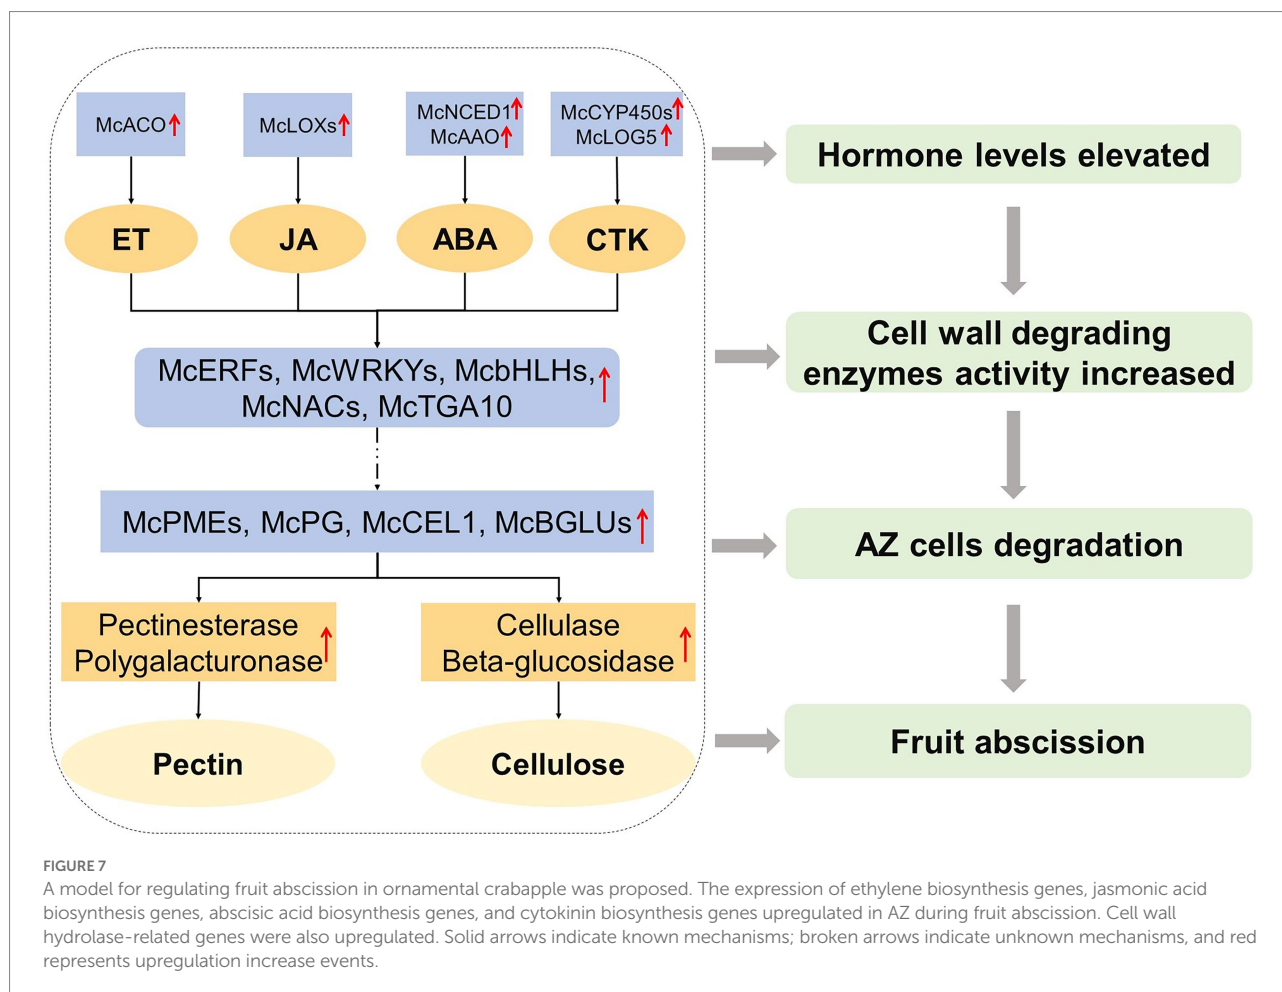 McACO
McLOXs
McNCED1
McAAO
McCYP450s
McLOG5
Hormone levels elevated
ET
JA
ABA
CTK
Cell wall degrading
enzymes activity increased
McERFs, McWRKYs, McbHLHs,
McNACs, McTGA10
McPMEs, McPG, McCEL1, McBGLUs
AZ cells degradation
Pectinesterase
Polygalacturonase
Cellulase
Beta-glucosidase
Pectin
Cellulose
Fruit abscission
FIGURE 7
A model for regulating fruit abscission in ornamental crabapple was proposed. The expression of ethylene biosynthesis genes, jasmonic acid
biosynthesis genes, abscisic acid biosynthesis genes, and cytokinin biosynthesis genes upregulated in AZ during fruit abscission. Cell wall
hydrolase-related genes were also upregulated. Solid arrows indicate known mechanisms; broken arrows indicate unknown mechanisms, and red
represents upregulation increase events.